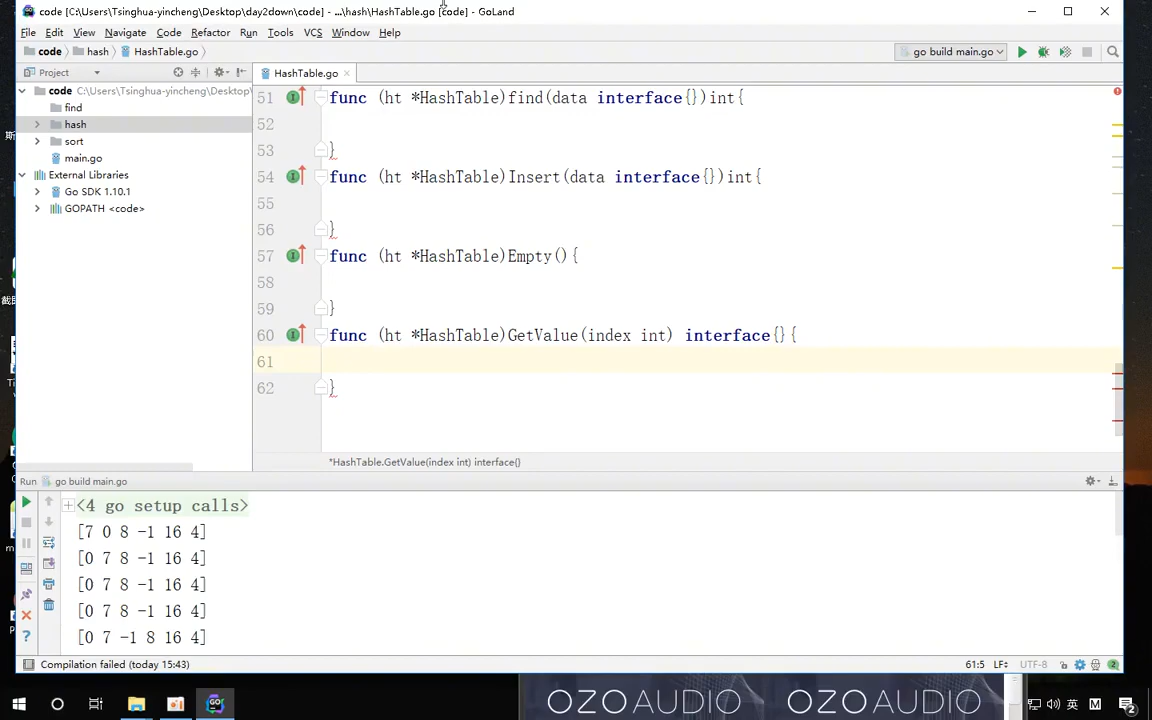 code [C:\Users\Tsinghua-yincheng\Desktop\day2down\code] - ...\hash\HashTable.go [code] - GoLand
File Edit View Navigate Code Refactor Run Tools VCS Window Help
code hash HashTable.go
go build main.go
Project
HashTable.go
code C:\Users\Tsinghua-yincheng\Desktop
find
hash
sort
main.go
External Libraries
Go SDK 1.10.1
GOPATH <code>
51 func (ht *HashTable)find(data interface{})int{
52
53 }
54 func (ht *HashTable)Insert(data interface{})int{
55
56 }
57 func (ht *HashTable)Empty(){
58
59 }
60 func (ht *HashTable)GetValue(index int) interface{}{
61
62 }
*HashTable.GetValue(index int) interface{}
Run go build main.go
<4 go setup calls>
[7 0 8 -1 16 4]
[0 7 8 -1 16 4]
[0 7 8 -1 16 4]
[0 7 8 -1 16 4]
[0 7 -1 8 16 4]
Compilation failed (today 15:43)
61:5 LF÷ UTF-8
OZO AUDIO OZO AUDIO
英 M